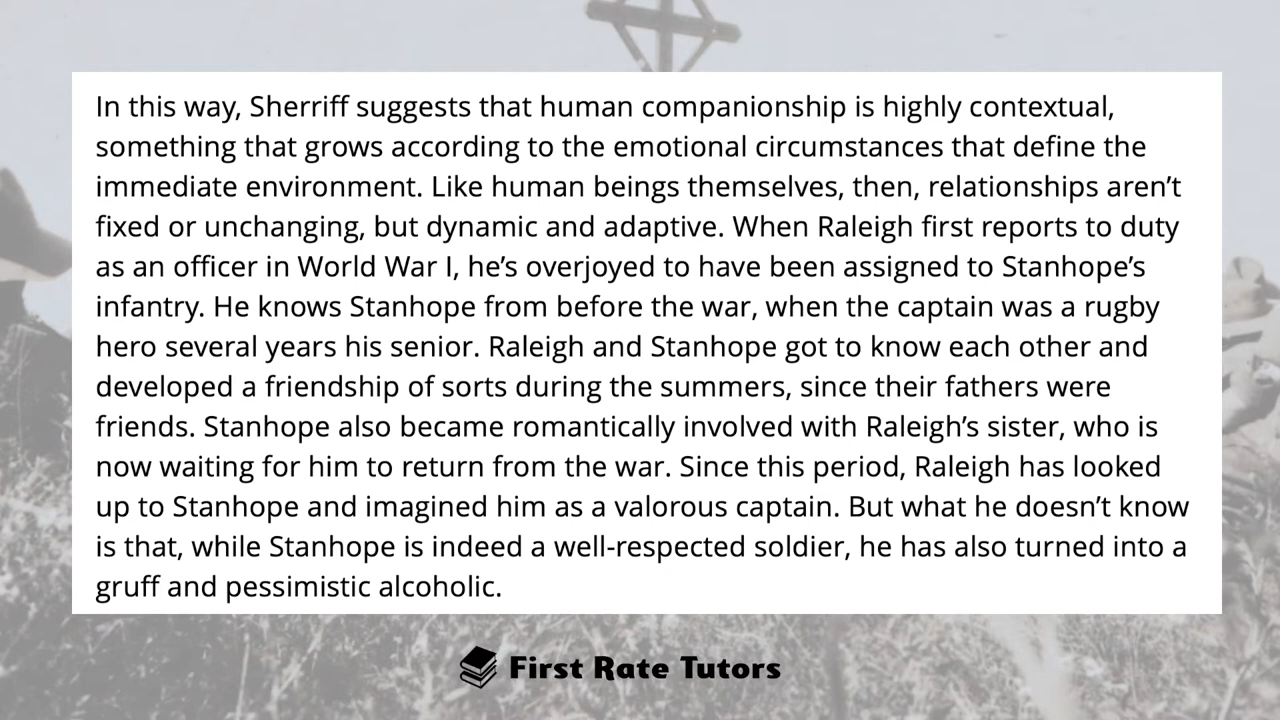 In this way, Sherriff suggests that human companionship is highly contextual,
something that grows according to the emotional circumstances that define the
immediate environment. Like human beings themselves, then, relationships aren’t
fixed or unchanging, but dynamic and adaptive. When Raleigh first reports to duty
as an officer in World War I, he’s overjoyed to have been assigned to Stanhope’s
infantry. He knows Stanhope from before the war, when the captain was a rugby
hero several years his senior. Raleigh and Stanhope got to know each other and
developed a friendship of sorts during the summers, since their fathers were
friends. Stanhope also became romantically involved with Raleigh’s sister, who is
now waiting for him to return from the war. Since this period, Raleigh has looked
up to Stanhope and imagined him as a valorous captain. But what he doesn’t know
is that, while Stanhope is indeed a well-respected soldier, he has also turned into a
gruff and pessimistic alcoholic.
First Rate Tutors